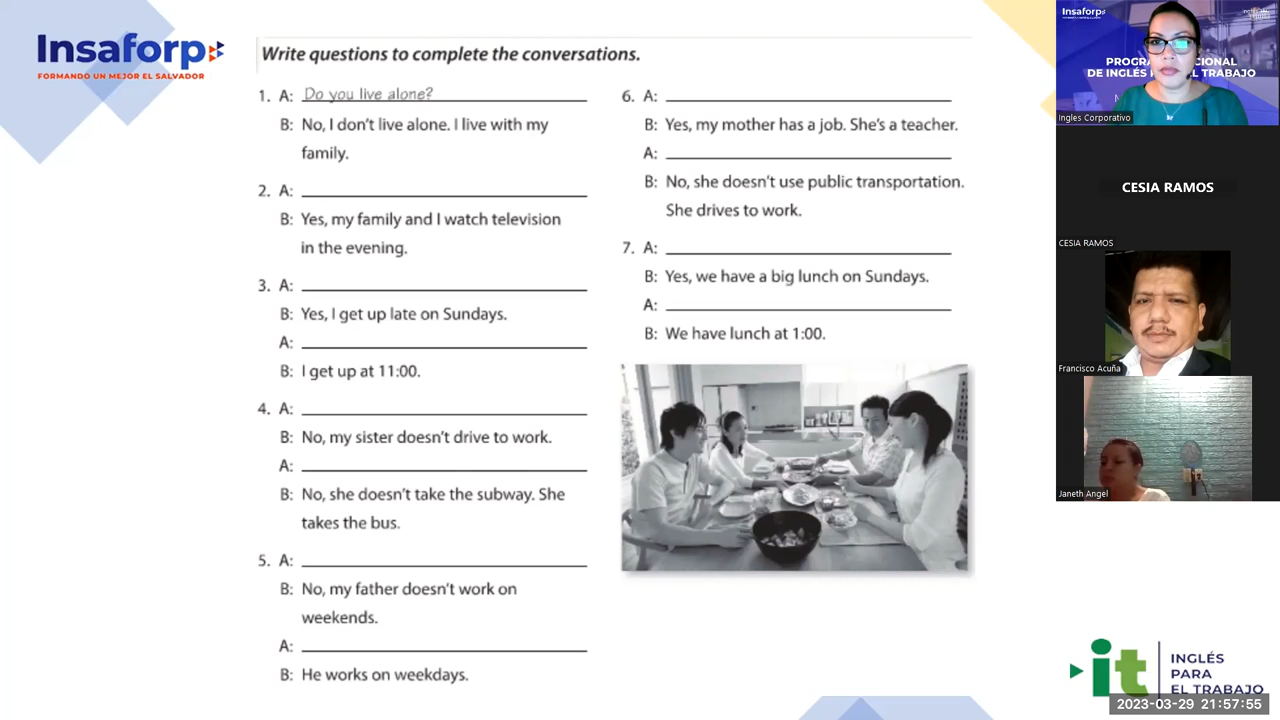 Insaforp
FORMANDO UN MEJOR EL SALVADOR
Write questions to complete the conversations.
1. A: Do you live alone?
B: No, I don't live alone. I live with my
family.
2. A:
B: Yes, my family and I watch television
in the evening.
3. A:
B: Yes, I get up late on Sundays.
A:
B: I get up at 11:00.
4. A:
B: No, my sister doesn't drive to work.
A:
B: No, she doesn't take the subway. She
takes the bus.
5. A:
B: No, my father doesn't work on
weekends.
A:
B: He works on weekdays.
6. A:
B: Yes, my mother has a job. She's a teacher.
A:
B: No, she doesn't use public transportation.
She drives to work.
7. A:
B: Yes, we have a big lunch on Sundays.
A:
B: We have lunch at 1:00.
Insaforp
DE INGLÉS EL TRABAJO
Ingles Corporativo
CESIA RAMOS
CESIA RAMOS
Francisco Acuña
Janeth Angel
it
INGLÉS
PARA
EL TRABAJO
2023-03-29 21:57:55